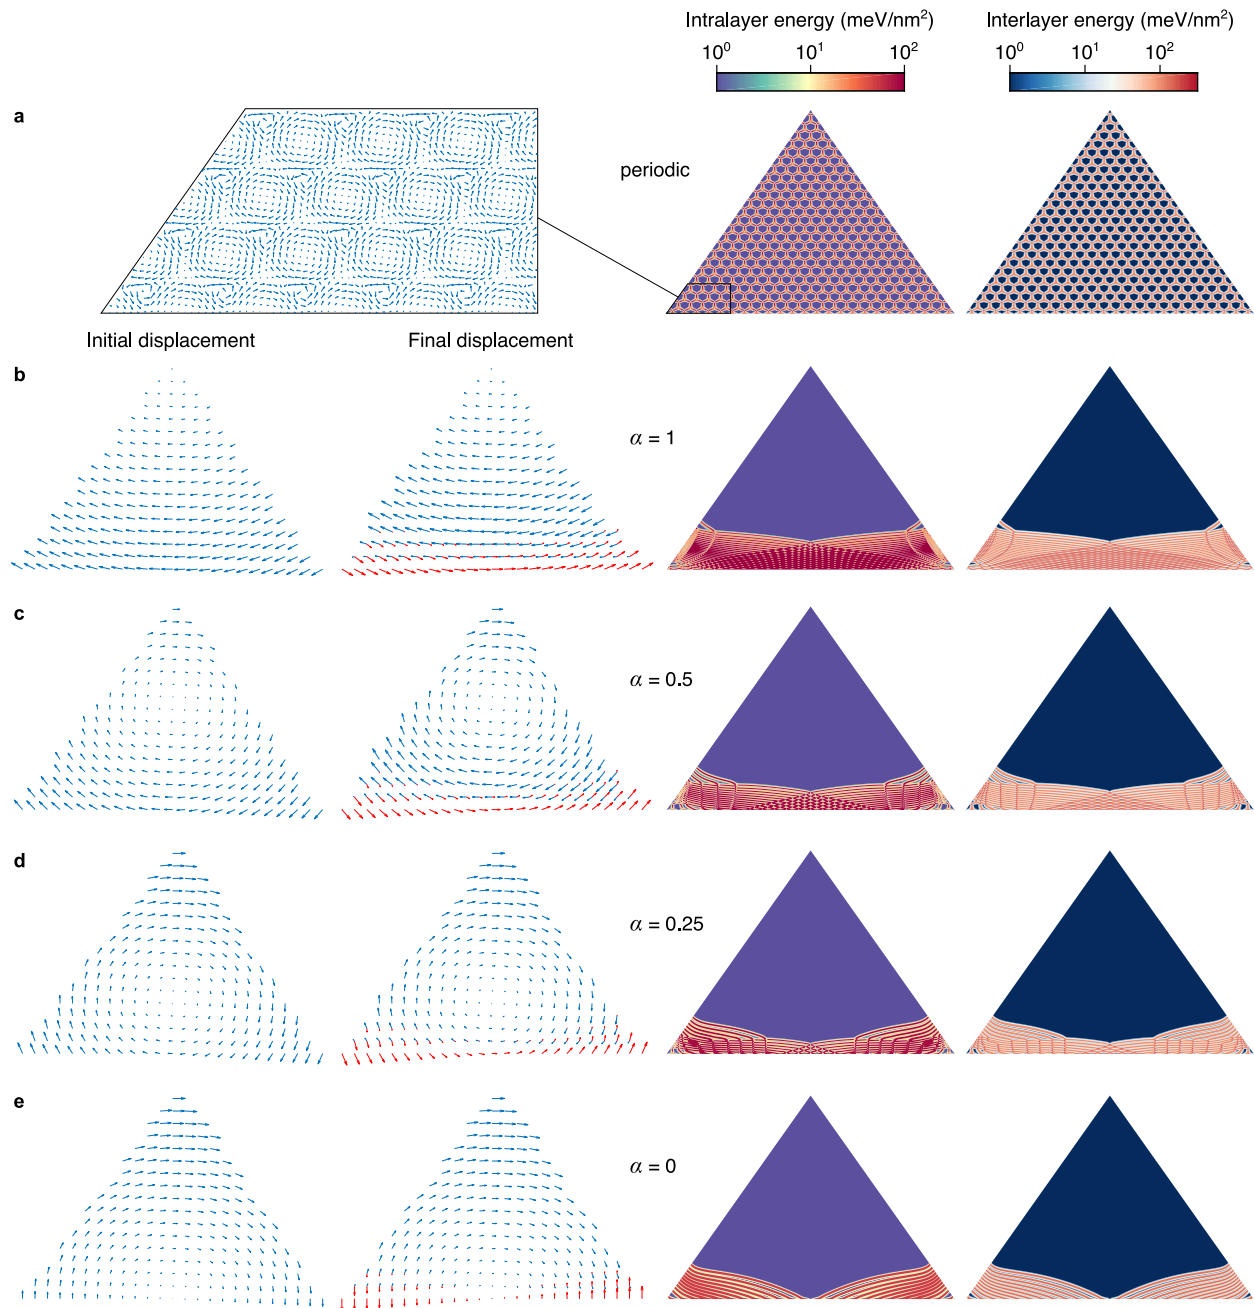 Intralayer energy (meV/nm²) Interlayer energy (meV/nm²)
10⁰ 10¹ 10² 10⁰ 10¹ 10²
a
periodic
Initial displacement Final displacement
b
α = 1
c
α = 0.5
d
α = 0.25
e
α = 0